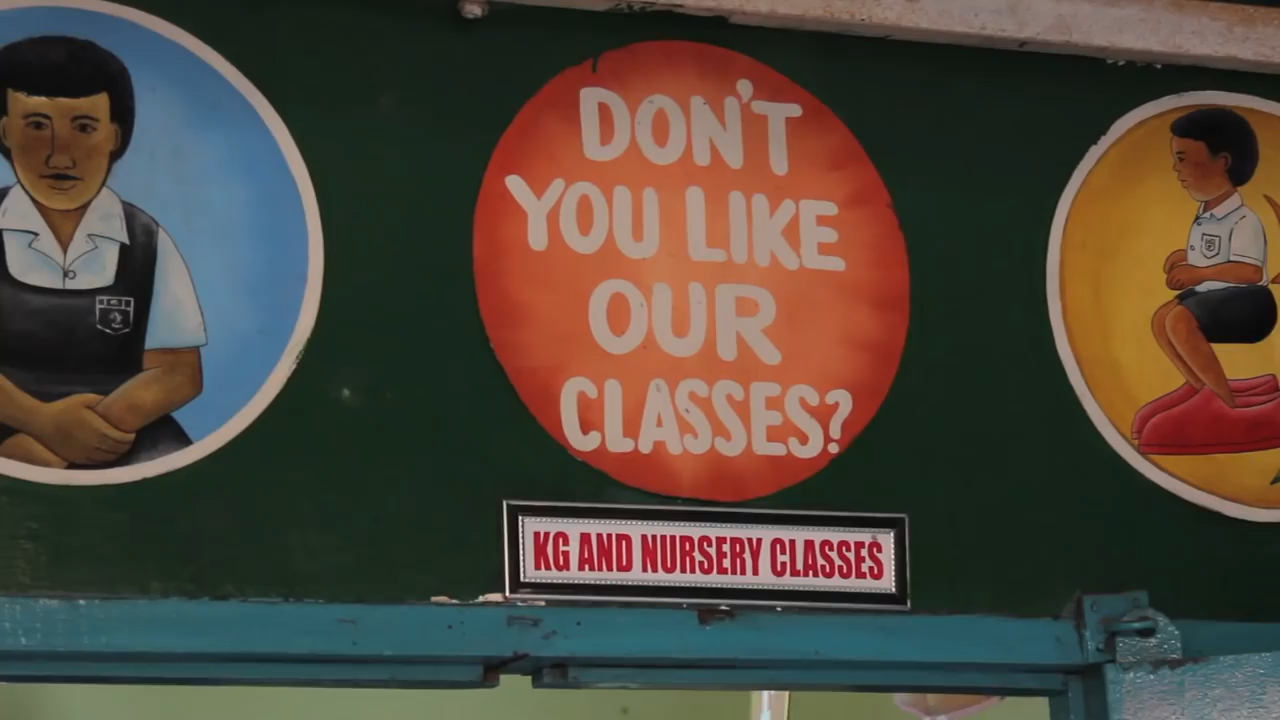 DON'T
YOU LIKE
OUR
CLASSES?
KG AND NURSERY CLASSES